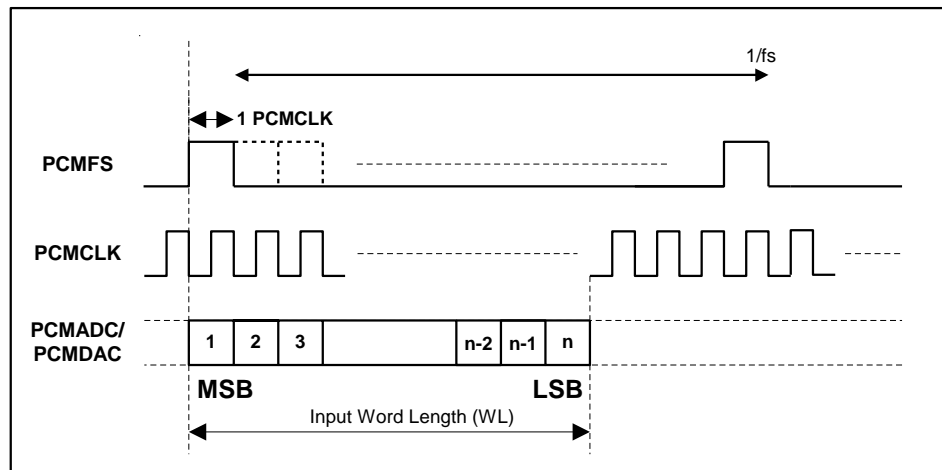 1/fs
1 PCMCLK
PCMFS
PCMCLK
PCMADC/
PCMDAC
1 2 3 n-2 n-1 n
MSB LSB
Input Word Length (WL)